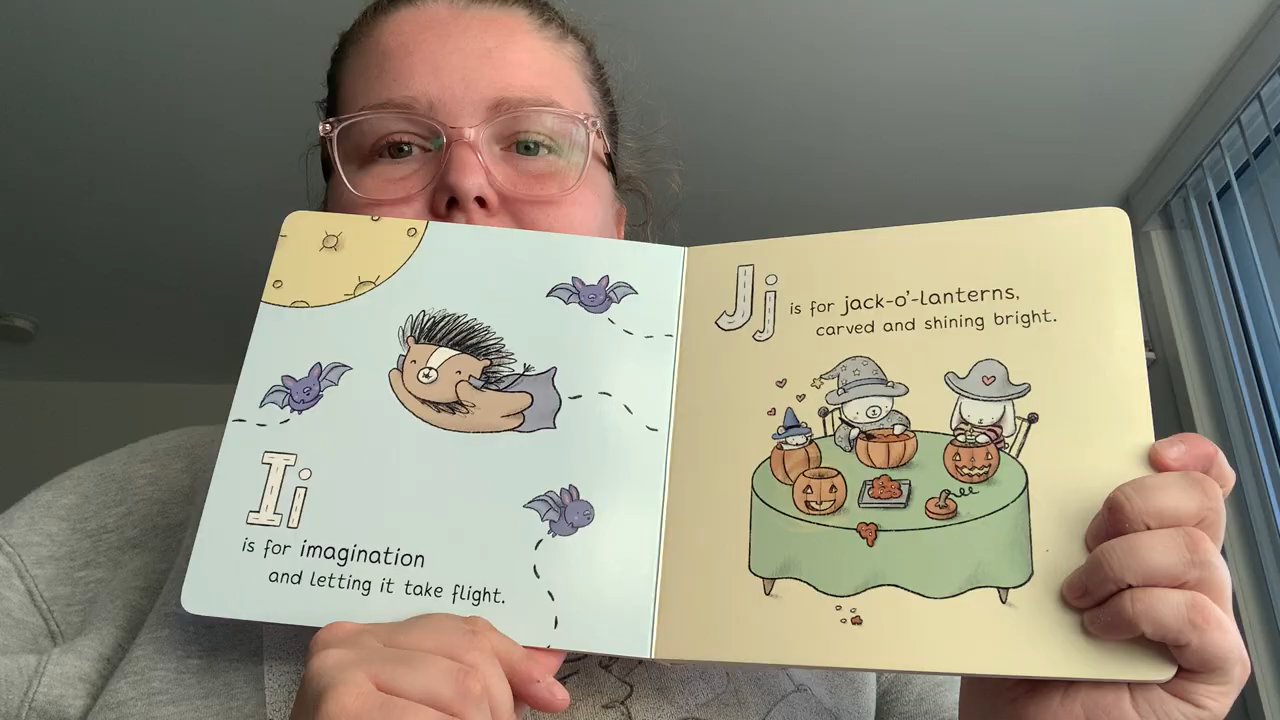 Ii
is for imagination
and letting it take flight.
Jj is for jack-o'-lanterns,
carved and shining bright.